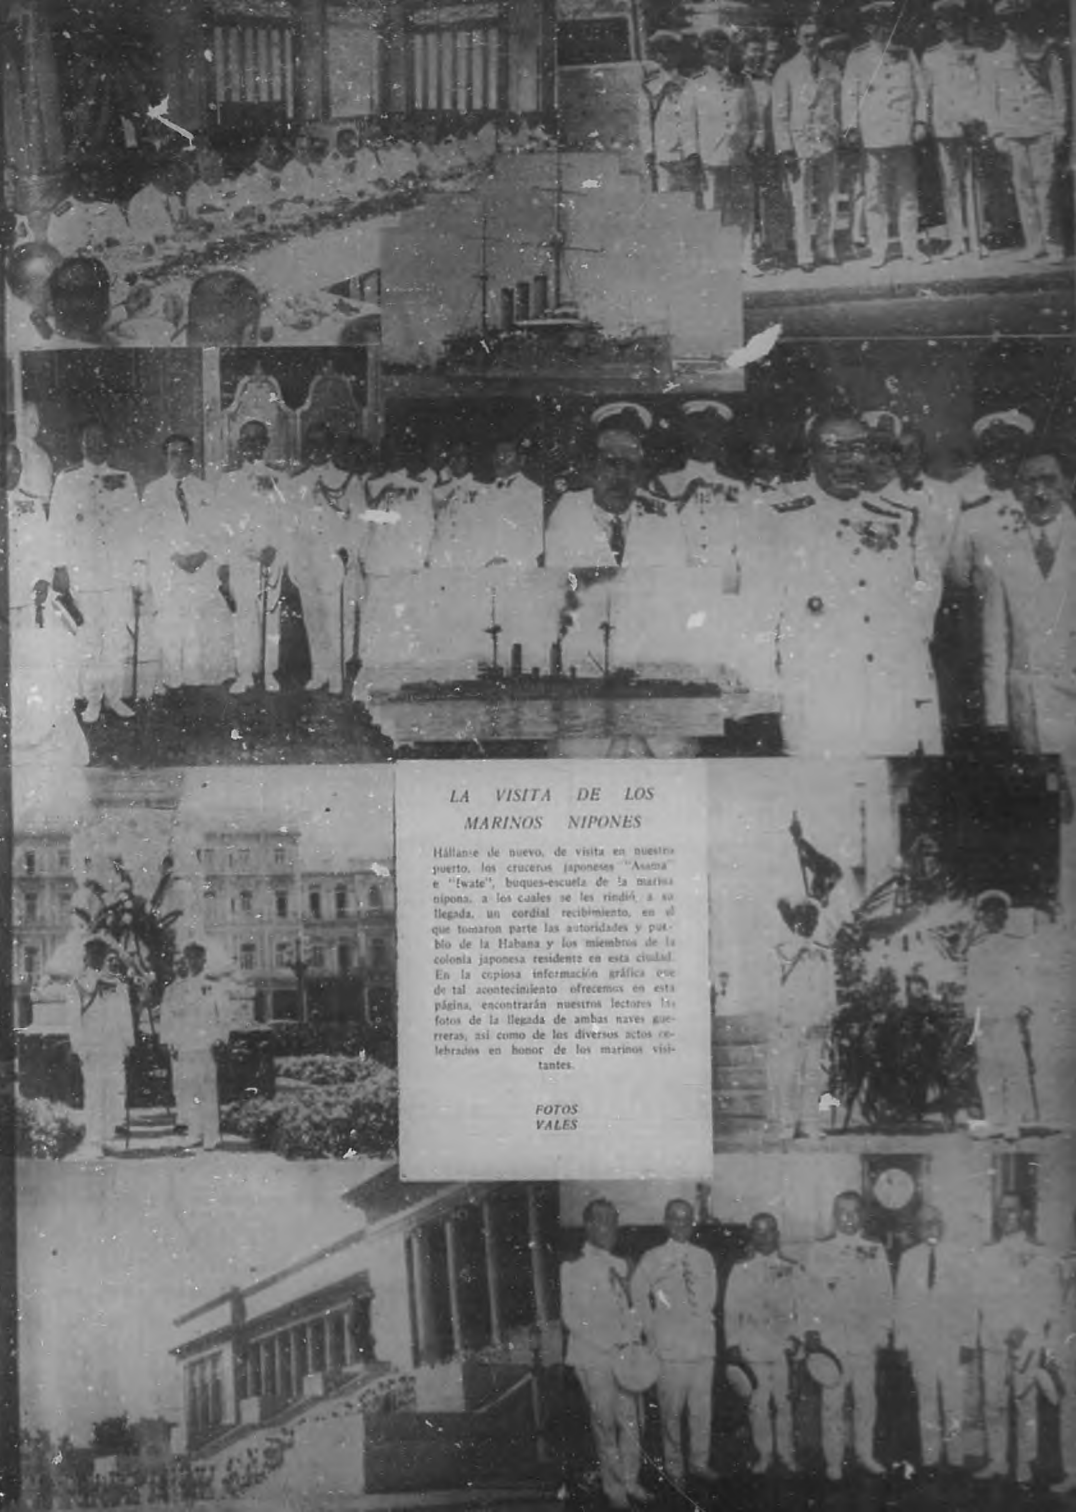 LA VISITA DE LOS
MARINOS NIPONES
Hállanse de nuevo, de visita en nuestro
puerto, los cruceros japoneses "Asama"
e "Iwate", buques-escuela de la marina
nipona, a los cuales se les rindió, a su
llegada, un cordial recibimiento, en el
que tomaron parte las autoridades y pue-
blo de la Habana y los miembros de la
colonia japonesa residente en esta ciudad.
En la copiosa información gráfica que
de tal acontecimiento ofrecemos en esta
página, encontrarán nuestros lectores las
fotos de la llegada de ambas naves gue-
rreras, así como de los diversos actos ce-
lebrados en honor de los marinos visi-
tantes.
FOTOS
VALES